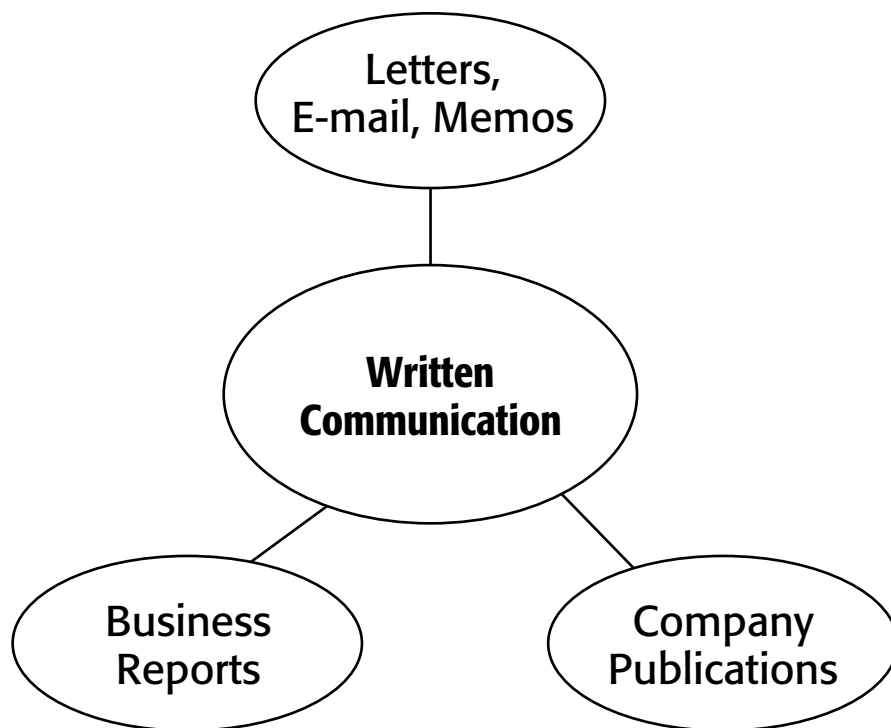 Letters,
E-mail, Memos
Written
Communication
Business
Reports
Company
Publications